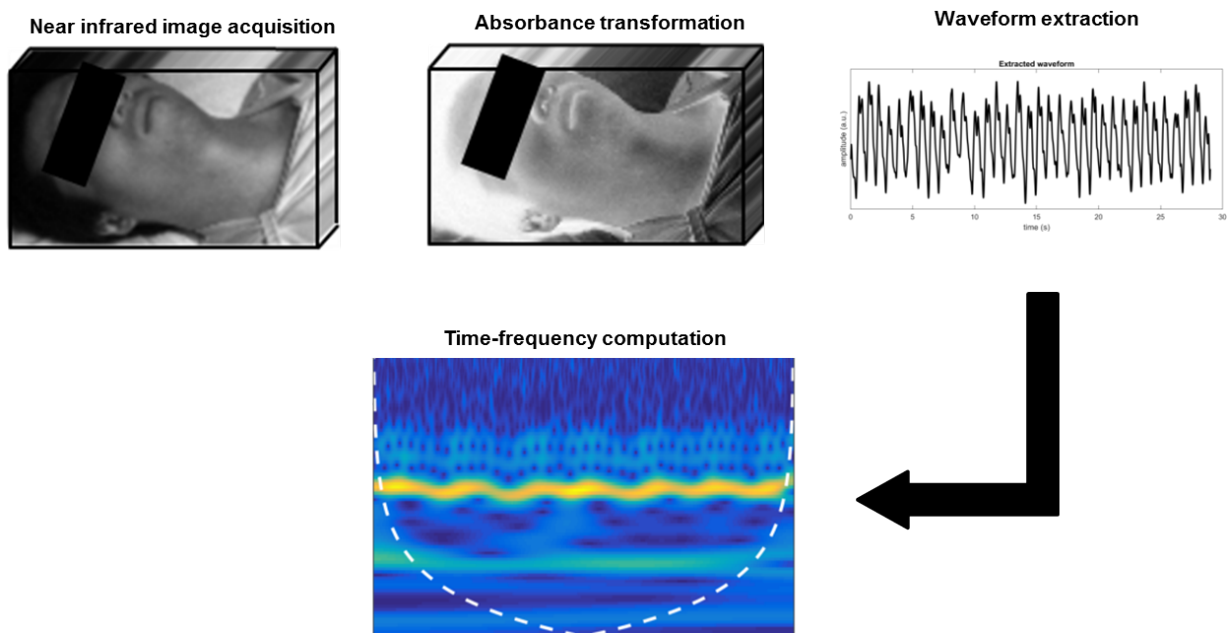 Near infrared image acquisition
Absorbance transformation
Waveform extraction
Extracted waveform
amplitude (a.u.)
0 5 10 15 20 25 30
time (s)
Time-frequency computation